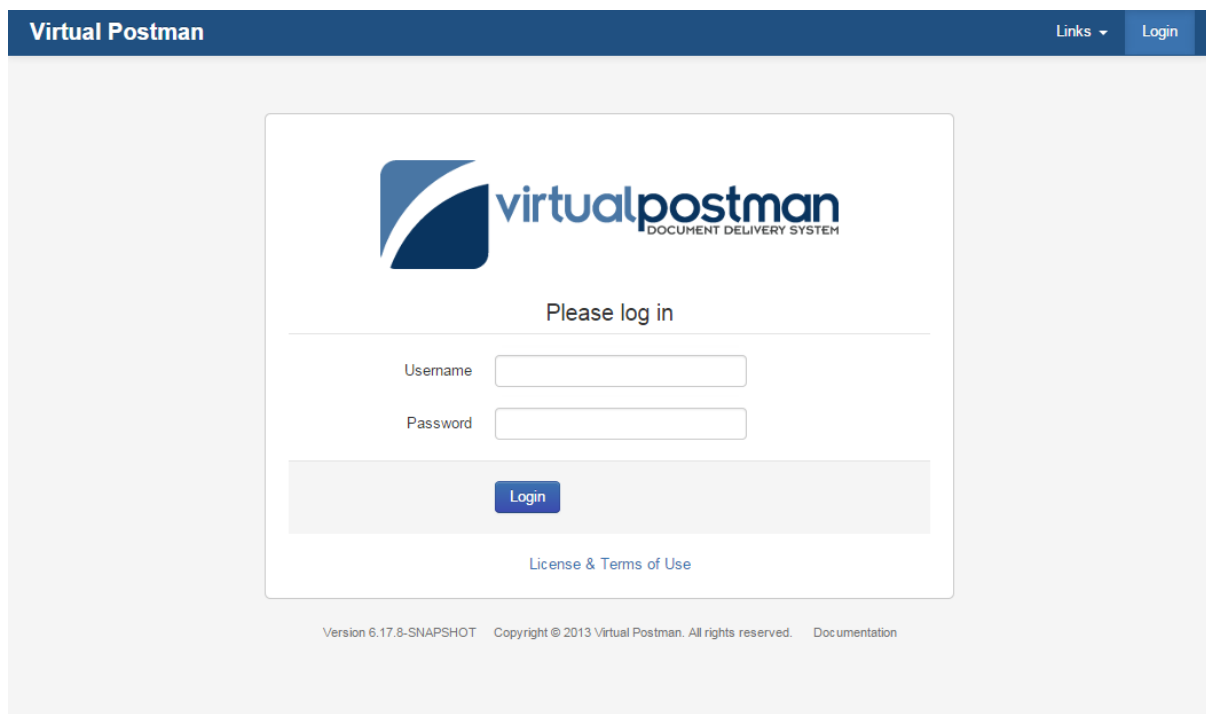 Virtual Postman Links Login
virtualpostman
DOCUMENT DELIVERY SYSTEM
Please log in
Username
Password
Login
License & Terms of Use
Version 6.17.8-SNAPSHOT Copyright © 2013 Virtual Postman. All rights reserved. Documentation